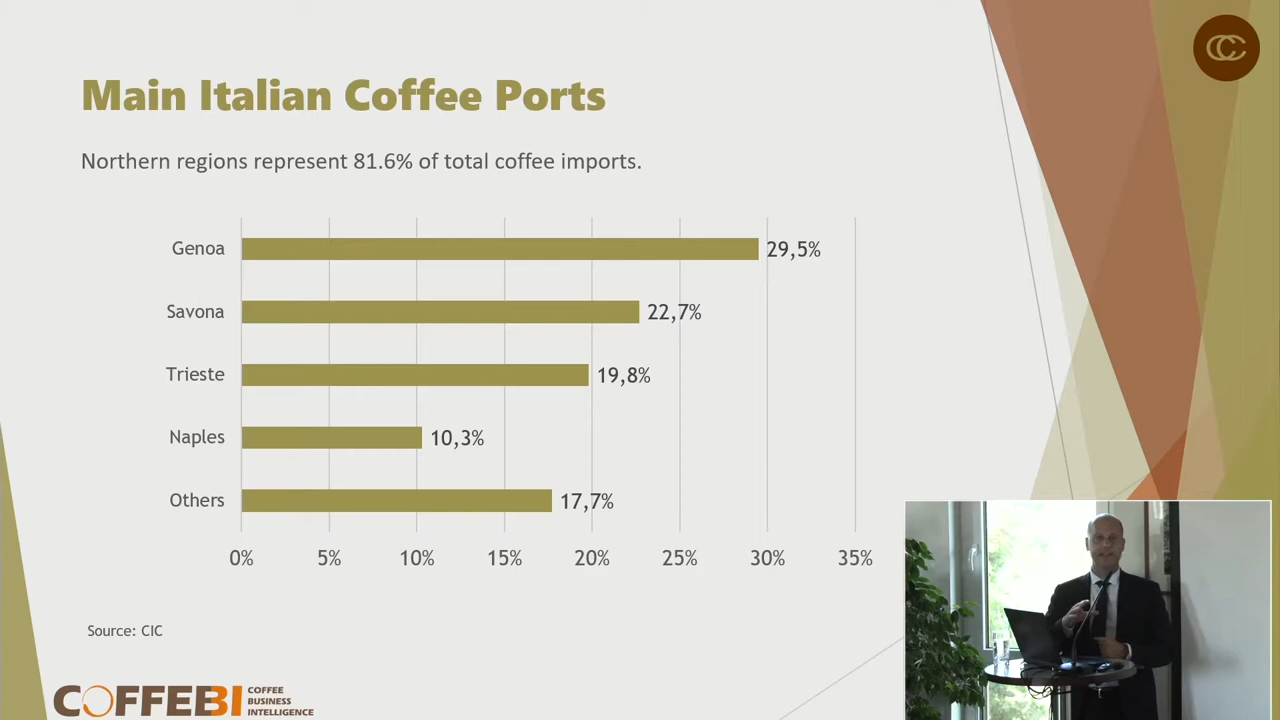 Main Italian Coffee Ports
Northern regions represent 81.6% of total coffee imports.
Genoa 29,5%
Savona 22,7%
Trieste 19,8%
Naples 10,3%
Others 17,7%
0% 5% 10% 15% 20% 25% 30% 35%
Source: CIC
COFFEBI COFFEE
BUSINESS
INTELLIGENCE